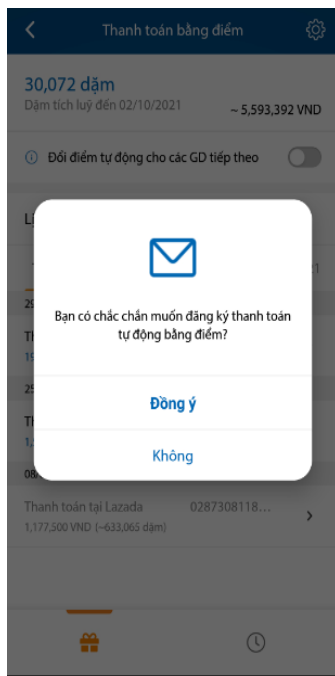 Thanh toán bằng điểm
30,072 dặm
Dặm tích luỹ đến 02/10/2021
~ 5,593,392 VND
Đổi điểm tự động cho các GD tiếp theo
Bạn có chắc chắn muốn đăng ký thanh toán
tự động bằng điểm?
Đồng ý
Không
Thanh toán tại Lazada 0287308118...
1,177,500 VND (~633,065 dặm)